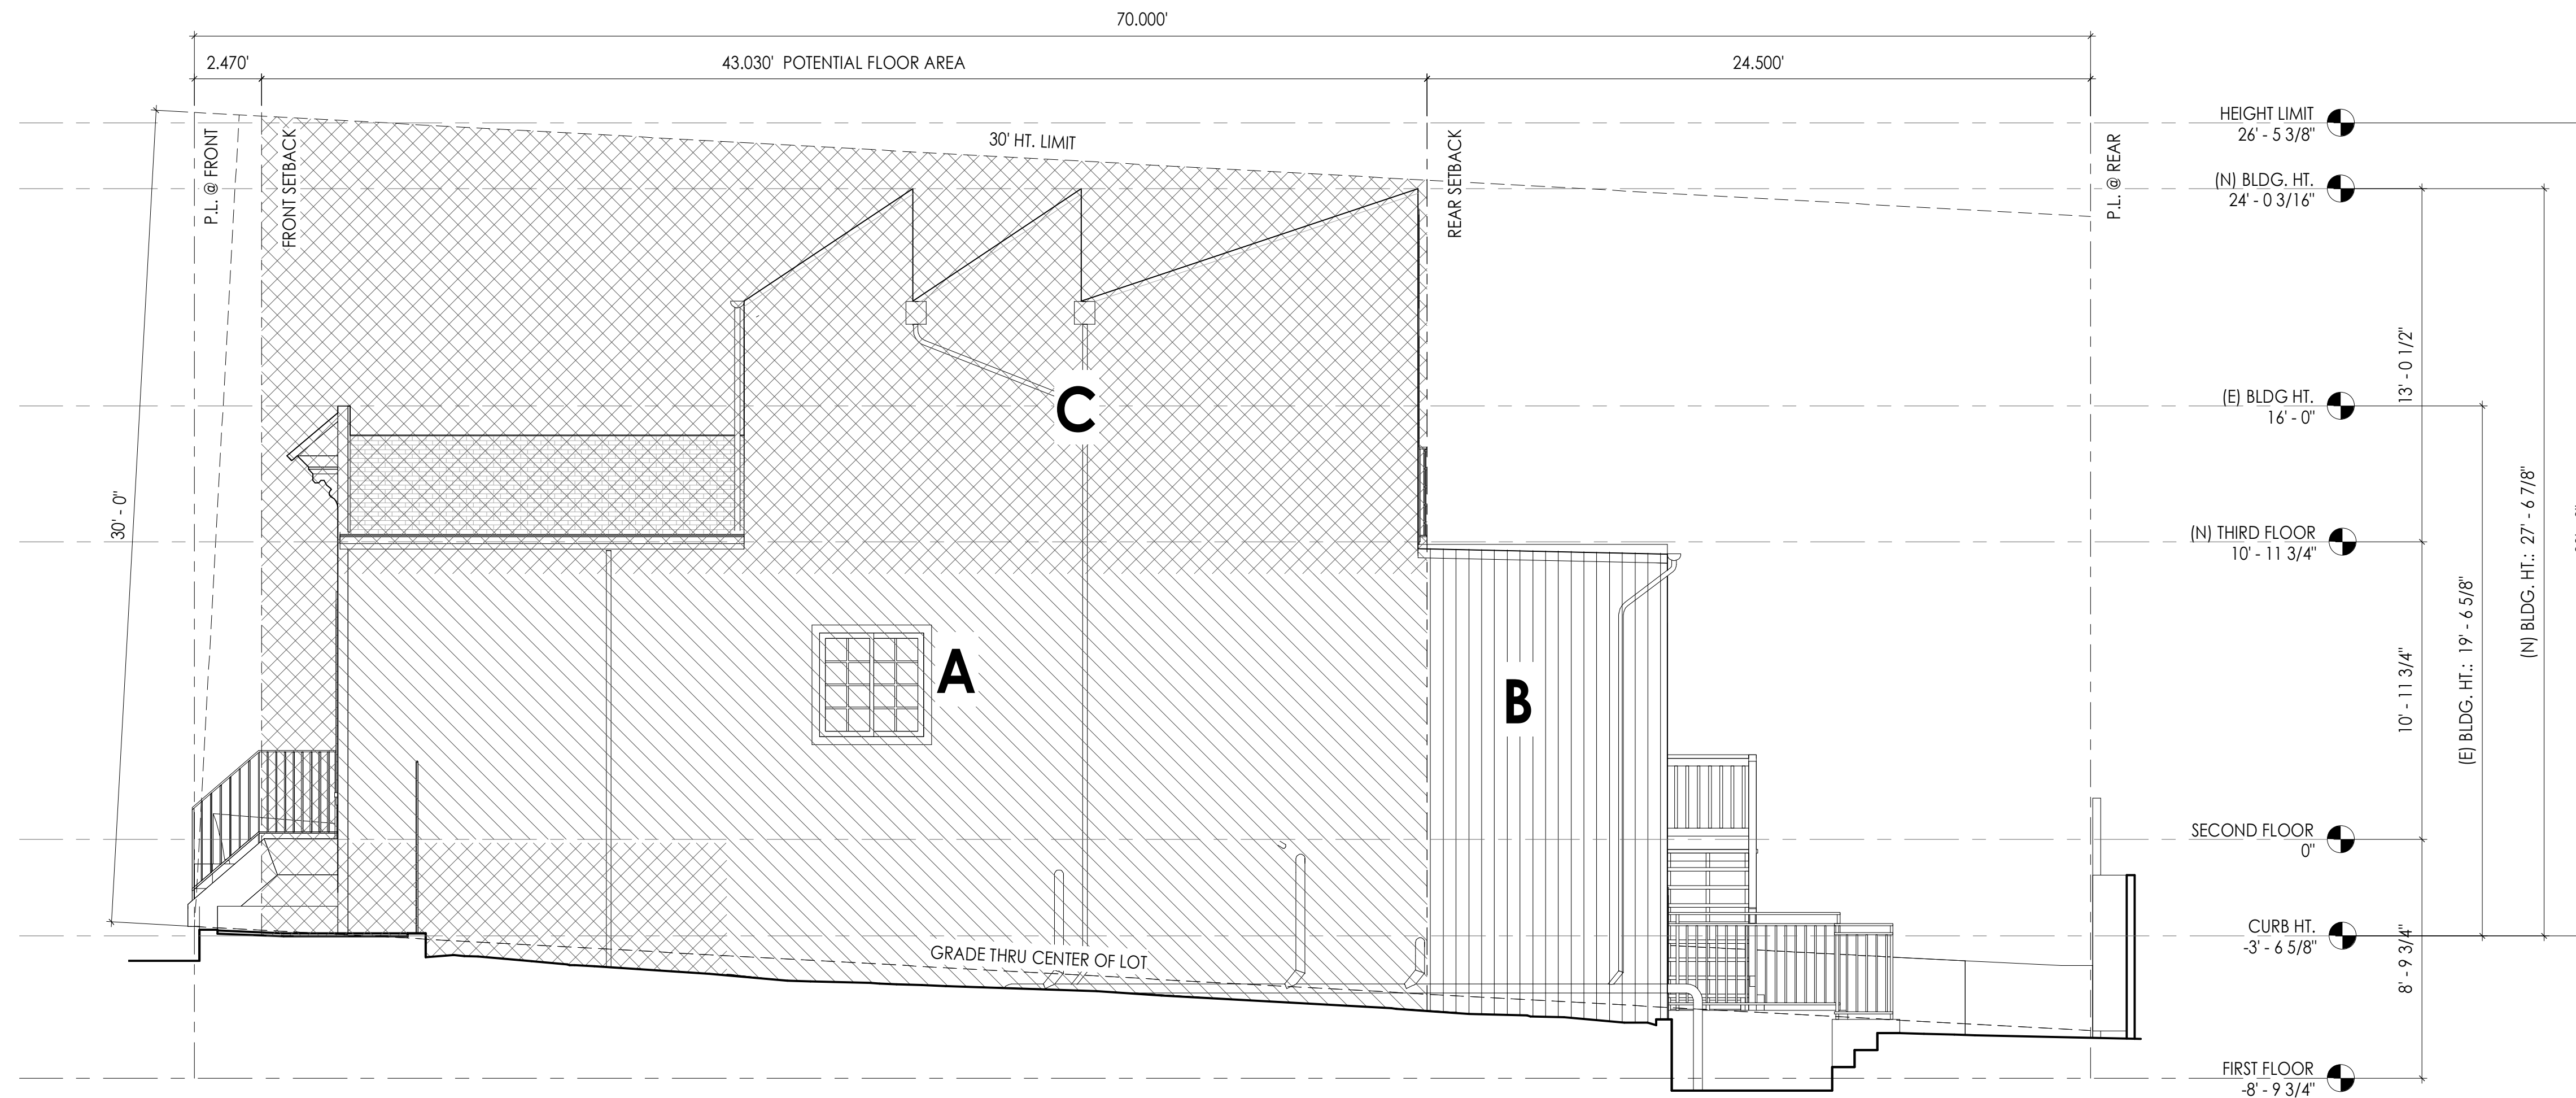 70.000'
2.470'
43.030' POTENTIAL FLOOR AREA
24.500'
P.L. @ FRONT
FRONT SETBACK
30' HT. LIMIT
REAR SETBACK
P.L. @ REAR
HEIGHT LIMIT
26' - 5 3/8"
(N) BLDG. HT.
24' - 0 3/16"
13' - 0 1/2"
C
(E) BLDG HT.
16' - 0"
30' - 0"
(N) THIRD FLOOR
10' - 11 3/4"
(N) BLDG. HT.: 27' - 6 7/8"
(E) BLDG. HT.: 19' - 6 5/8"
10' - 11 3/4"
A
B
SECOND FLOOR
0"
GRADE THRU CENTER OF LOT
CURB HT.
-3' - 6 5/8"
8' - 9 3/4"
FIRST FLOOR
-8' - 9 3/4"